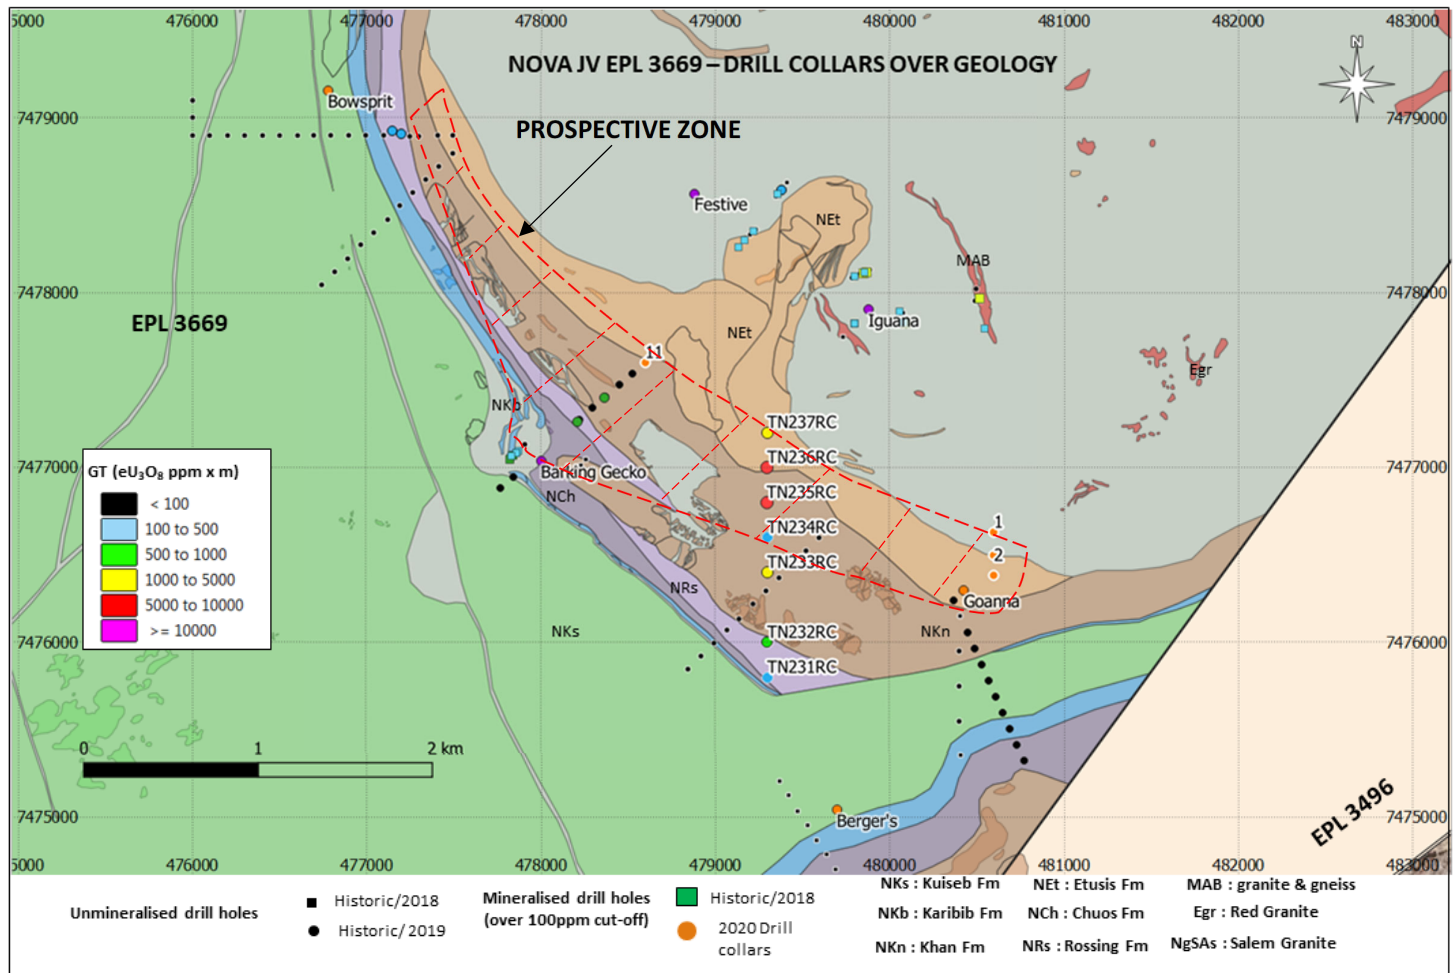 5000 476000 477000 478000 479000 480000 481000 482000 483000
NOVA JV EPL 3669 – DRILL COLLARS OVER GEOLOGY
N
Bowsprit
7479000 7479000
PROSPECTIVE ZONE
Festive
NEt
MAB
7478000 7478000
EPL 3669
Iguana
NEt
11
Egr
NKb
TN237RC
GT (eU₃O₈ ppm x m)
< 100
100 to 500
500 to 1000
1000 to 5000
5000 to 10000
>= 10000
7477000 7477000
TN236RC
Barking Gecko
NCh
TN235RC
TN234RC
1
2
TN233RC
NRs
Goanna
NKs
TN232RC
NKn
7476000 7476000
TN231RC
0 1 2 km
7475000 7475000
Berger's
EPL 3496
5000 476000 477000 478000 479000 480000 481000 482000 483000
Unmineralised drill holes
Historic/2018
Historic/ 2019
Mineralised drill holes
(over 100ppm cut-off)
Historic/2018
2020 Drill
collars
NKs : Kuiseb Fm NEt : Etusis Fm MAB : granite & gneiss
NKb : Karibib Fm NCh : Chuos Fm Egr : Red Granite
NKn : Khan Fm NRs : Rossing Fm NgSAs : Salem Granite